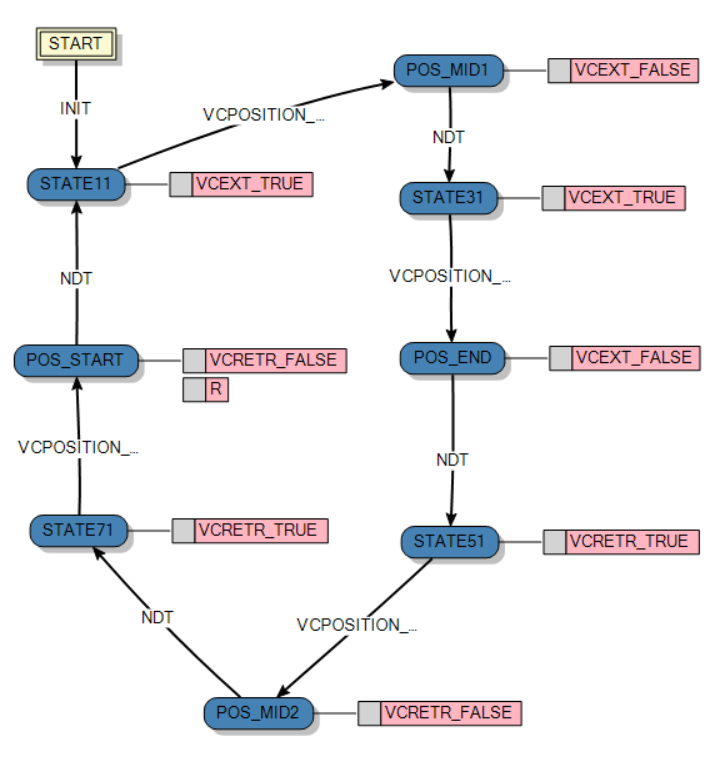 START
INIT
STATE11
VCEXT_TRUE
VCPOSITION_...
POS_MID1
VCEXT_FALSE
NDT
STATE31
VCEXT_TRUE
VCPOSITION_...
POS_END
VCEXT_FALSE
NDT
STATE51
VCRETR_TRUE
VCPOSITION_...
POS_MID2
VCRETR_FALSE
NDT
STATE71
VCRETR_TRUE
VCPOSITION_...
POS_START
VCRETR_FALSE
R
NDT